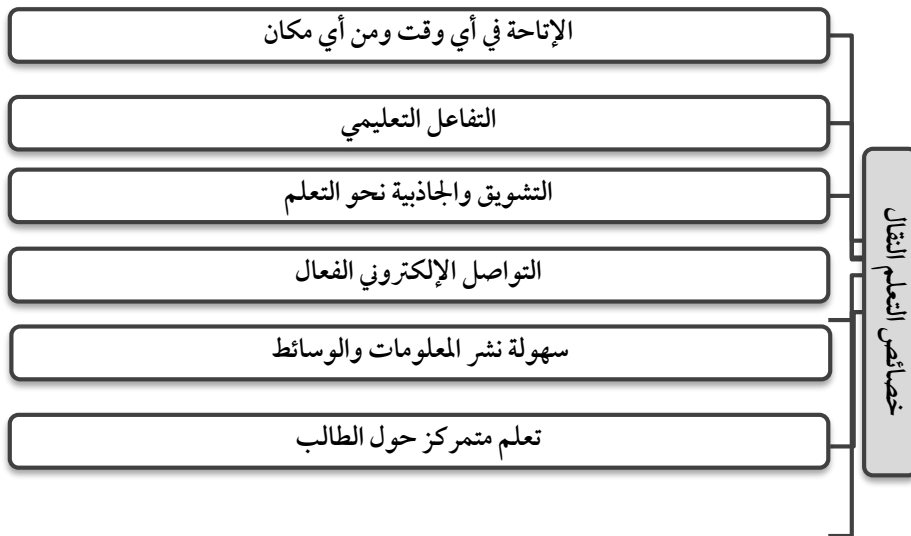 خصائص التعلم النقال
الإتاحة في أي وقت ومن أي مكان
التفاعل التعليمي
التشويق والجاذبية نحو التعلم
التواصل الإلكتروني الفعال
سهولة نشر المعلومات والوسائط
تعلم متمركز حول الطالب